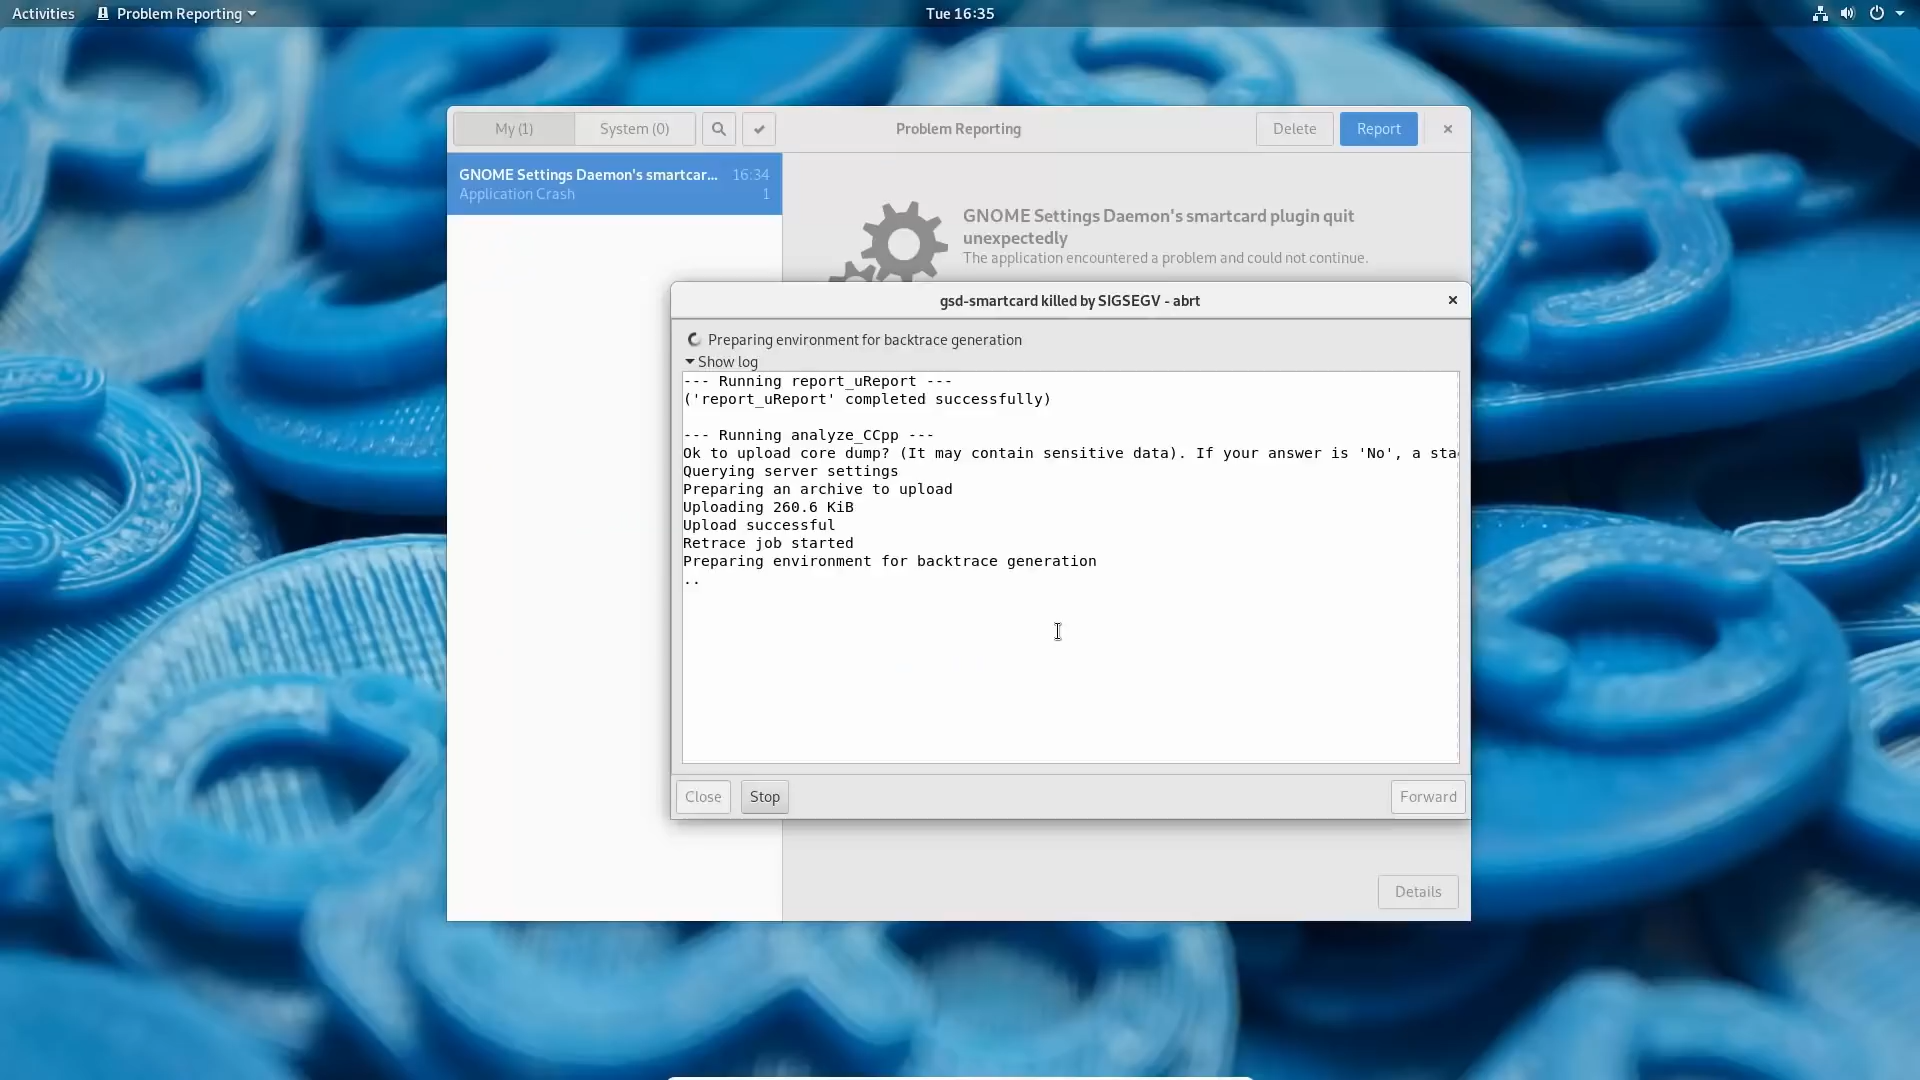 Activities
Problem Reporting
Tue 16:35
My (1)
System (0)
Problem Reporting
Delete
Report
GNOME Settings Daemon's smartcar... 16:34
Application Crash 1
GNOME Settings Daemon's smartcard plugin quit
unexpectedly
The application encountered a problem and could not continue.
gsd-smartcard killed by SIGSEGV - abrt
Preparing environment for backtrace generation
Show log
--- Running report_uReport ---
('report_uReport' completed successfully)
--- Running analyze_CCpp ---
Ok to upload core dump? (It may contain sensitive data). If your answer is 'No', a sta
Querying server settings
Preparing an archive to upload
Uploading 260.6 KiB
Upload successful
Retrace job started
Preparing environment for backtrace generation
..
Close
Stop
Forward
Details